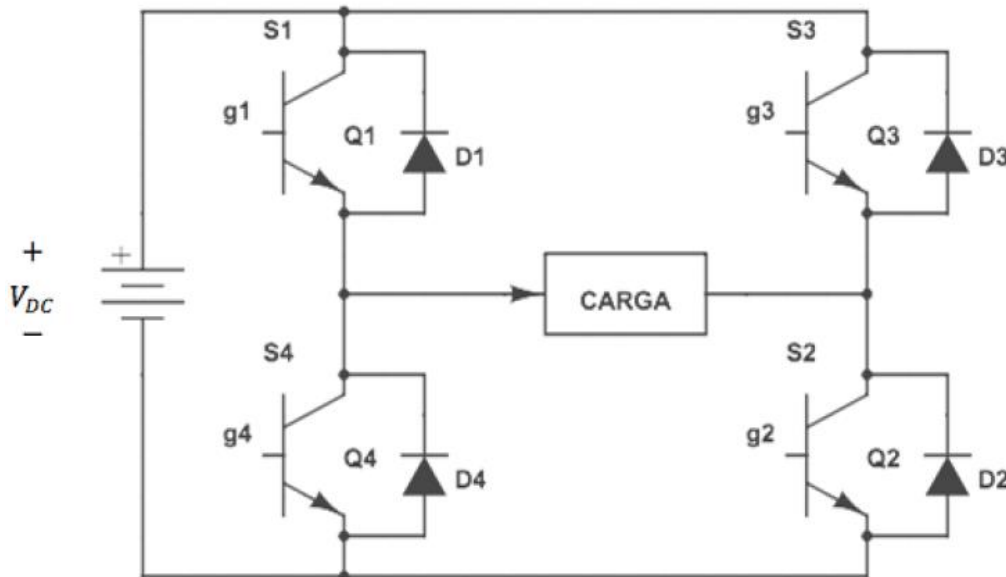 S1 S3
g1 Q1 D1 g3 Q3 D3
+ +
V_DC CARGA
−
S4 S2
g4 Q4 D4 g2 Q2 D2